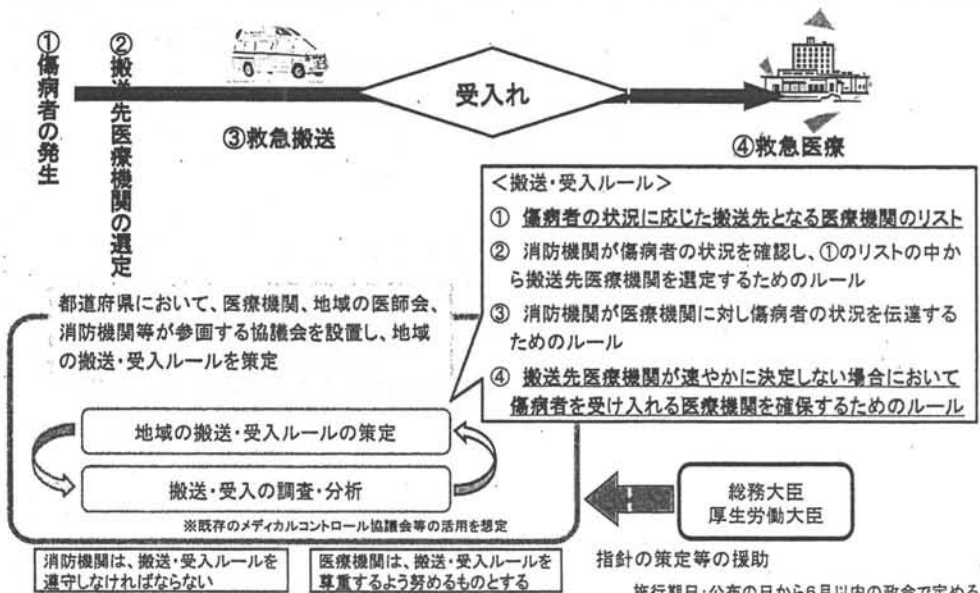 ①傷病者の発生
②搬送先医療機関の選定
③救急搬送
受入れ
④救急医療
<搬送・受入ルール>
① 傷病者の状況に応じた搬送先となる医療機関のリスト
② 消防機関が傷病者の状況を確認し、①のリストの中か
ら搬送先医療機関を選定するためのルール
③ 消防機関が医療機関に対し傷病者の状況を伝達する
ためのルール
④ 搬送先医療機関が速やかに決定しない場合において
傷病者を受け入れる医療機関を確保するためのルール
都道府県において、医療機関、地域の医師会、
消防機関等が参画する協議会を設置し、地域
の搬送・受入ルールを策定
地域の搬送・受入ルールの策定
搬送・受入の調査・分析
※既存のメディカルコントロール協議会等の活用を想定
総務大臣
厚生労働大臣
指針の策定等の援助
消防機関は、搬送・受入ルールを
遵守しなければならない
医療機関は、搬送・受入ルールを
尊重するよう努めるものとする
施行期日:公布の日から6月以内の政令で定める